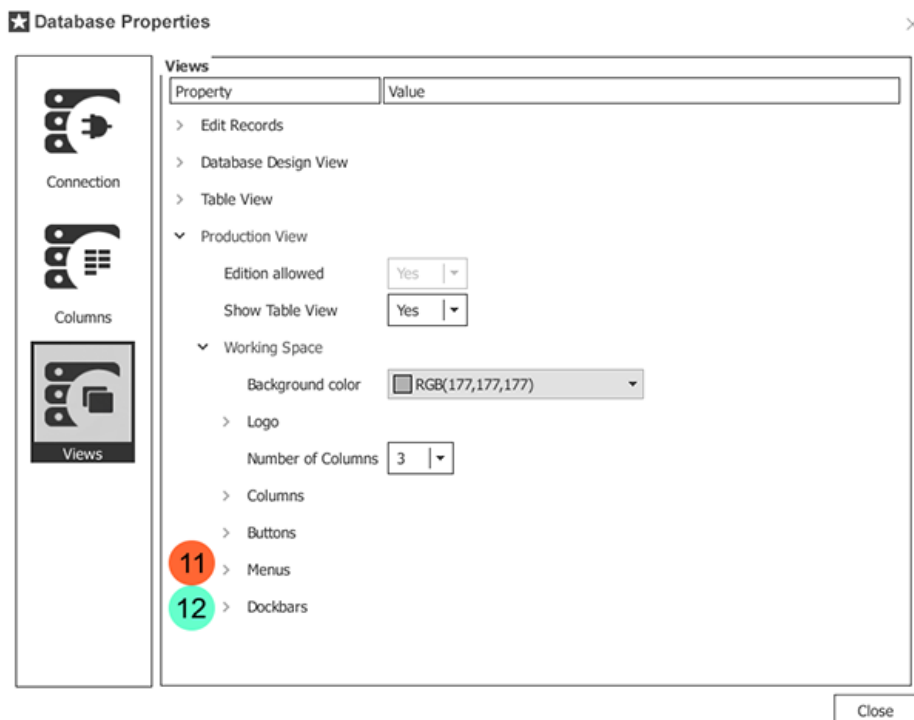 Database Properties
Connection
Columns
Views
Views
Property Value
Edit Records
Database Design View
Table View
Production View
Edition allowed Yes
Show Table View Yes
Working Space
Background color RGB(177,177,177)
Logo
Number of Columns 3
Columns
Buttons
11 Menus
12 Dockbars
Close